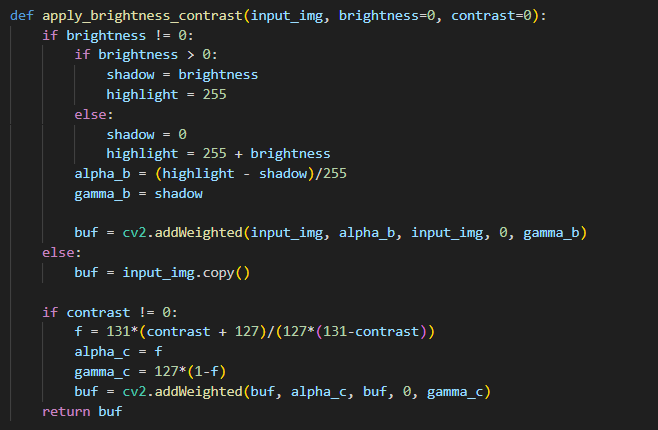 def apply_brightness_contrast(input_img, brightness=0, contrast=0):
    if brightness != 0:
        if brightness > 0:
            shadow = brightness
            highlight = 255
        else:
            shadow = 0
            highlight = 255 + brightness
        alpha_b = (highlight - shadow)/255
        gamma_b = shadow

        buf = cv2.addWeighted(input_img, alpha_b, input_img, 0, gamma_b)
    else:
        buf = input_img.copy()

    if contrast != 0:
        f = 131*(contrast + 127)/(127*(131-contrast))
        alpha_c = f
        gamma_c = 127*(1-f)
        buf = cv2.addWeighted(buf, alpha_c, buf, 0, gamma_c)
    return buf